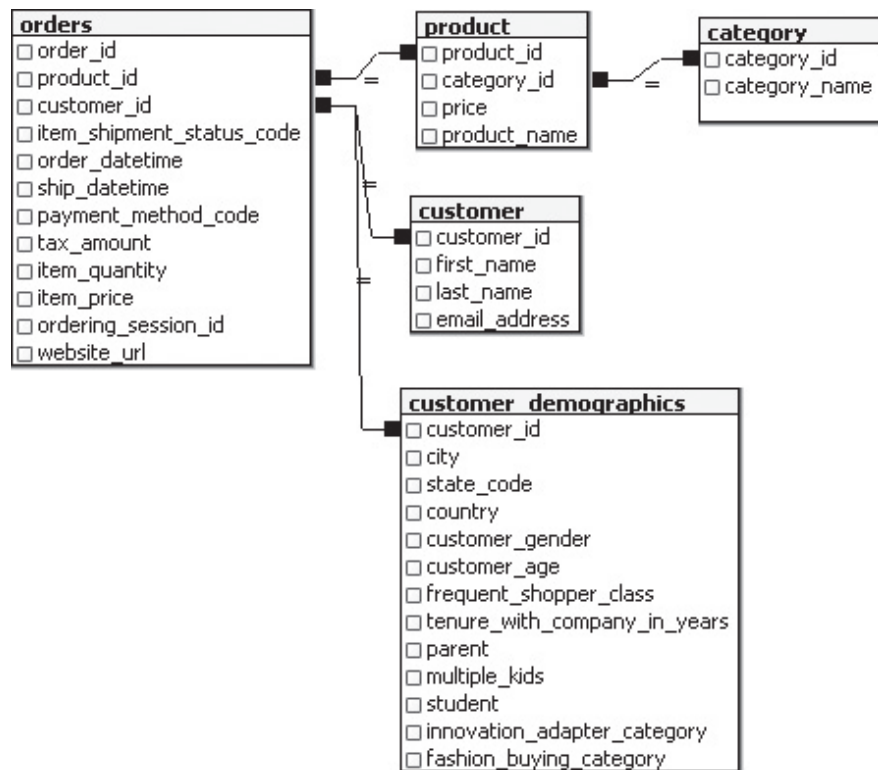 orders
order_id
product_id
customer_id
item_shipment_status_code
order_datetime
ship_datetime
payment_method_code
tax_amount
item_quantity
item_price
ordering_session_id
website_url
product
product_id
category_id
price
product_name
category
category_id
category_name
customer
customer_id
first_name
last_name
email_address
customer_demographics
customer_id
city
state_code
country
customer_gender
customer_age
frequent_shopper_class
tenure_with_company_in_years
parent
multiple_kids
student
innovation_adapter_category
fashion_buying_category
=
=
=
=